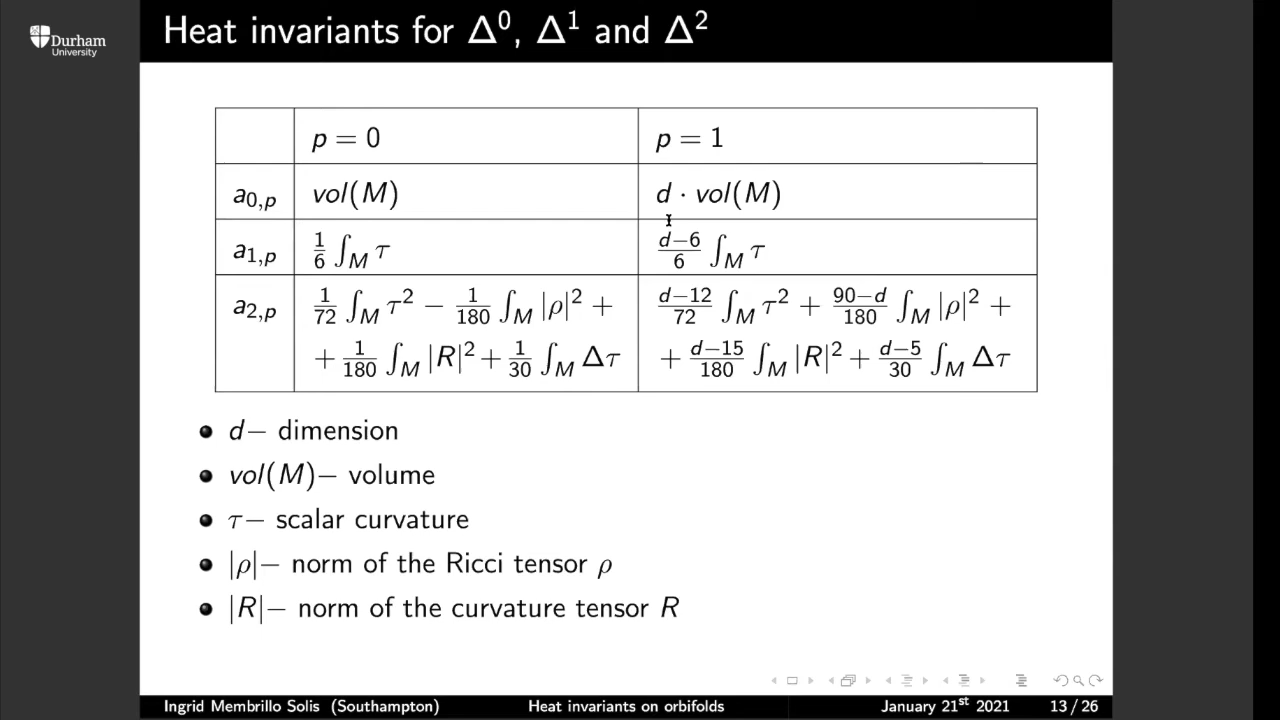 Durham
University
Heat invariants for Δ⁰, Δ¹ and Δ²
p = 0 p = 1
a₀,ₚ vol(M) d · vol(M)
a₁,ₚ 1/6 ∫_M τ (d−6)/6 ∫_M τ
a₂,ₚ 1/72 ∫_M τ² − 1/180 ∫_M |ρ|² + (d−12)/72 ∫_M τ² + (90−d)/180 ∫_M |ρ|² +
+ 1/180 ∫_M |R|² + 1/30 ∫_M Δτ + (d−15)/180 ∫_M |R|² + (d−5)/30 ∫_M Δτ
d− dimension
vol(M)− volume
τ− scalar curvature
|ρ|− norm of the Ricci tensor ρ
|R|− norm of the curvature tensor R
Ingrid Membrillo Solis (Southampton) Heat invariants on orbifolds January 21st 2021 13 / 26